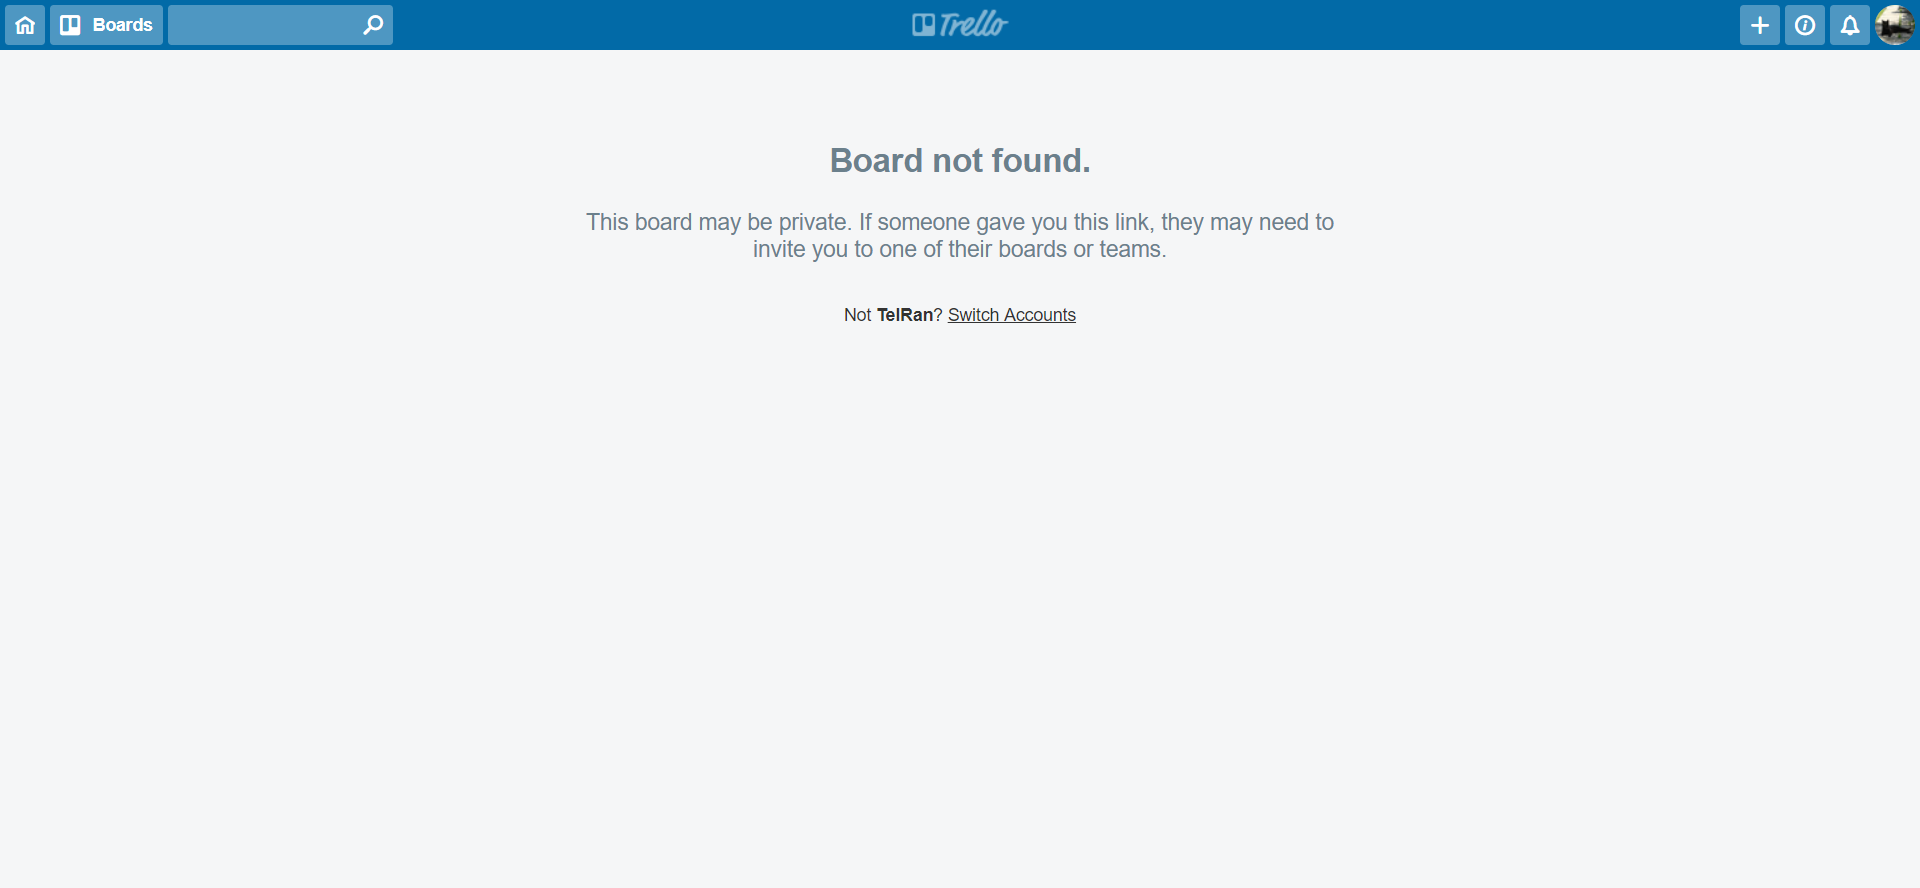 Boards
Trello
Board not found.
This board may be private. If someone gave you this link, they may need to
invite you to one of their boards or teams.
Not TelRan? Switch Accounts